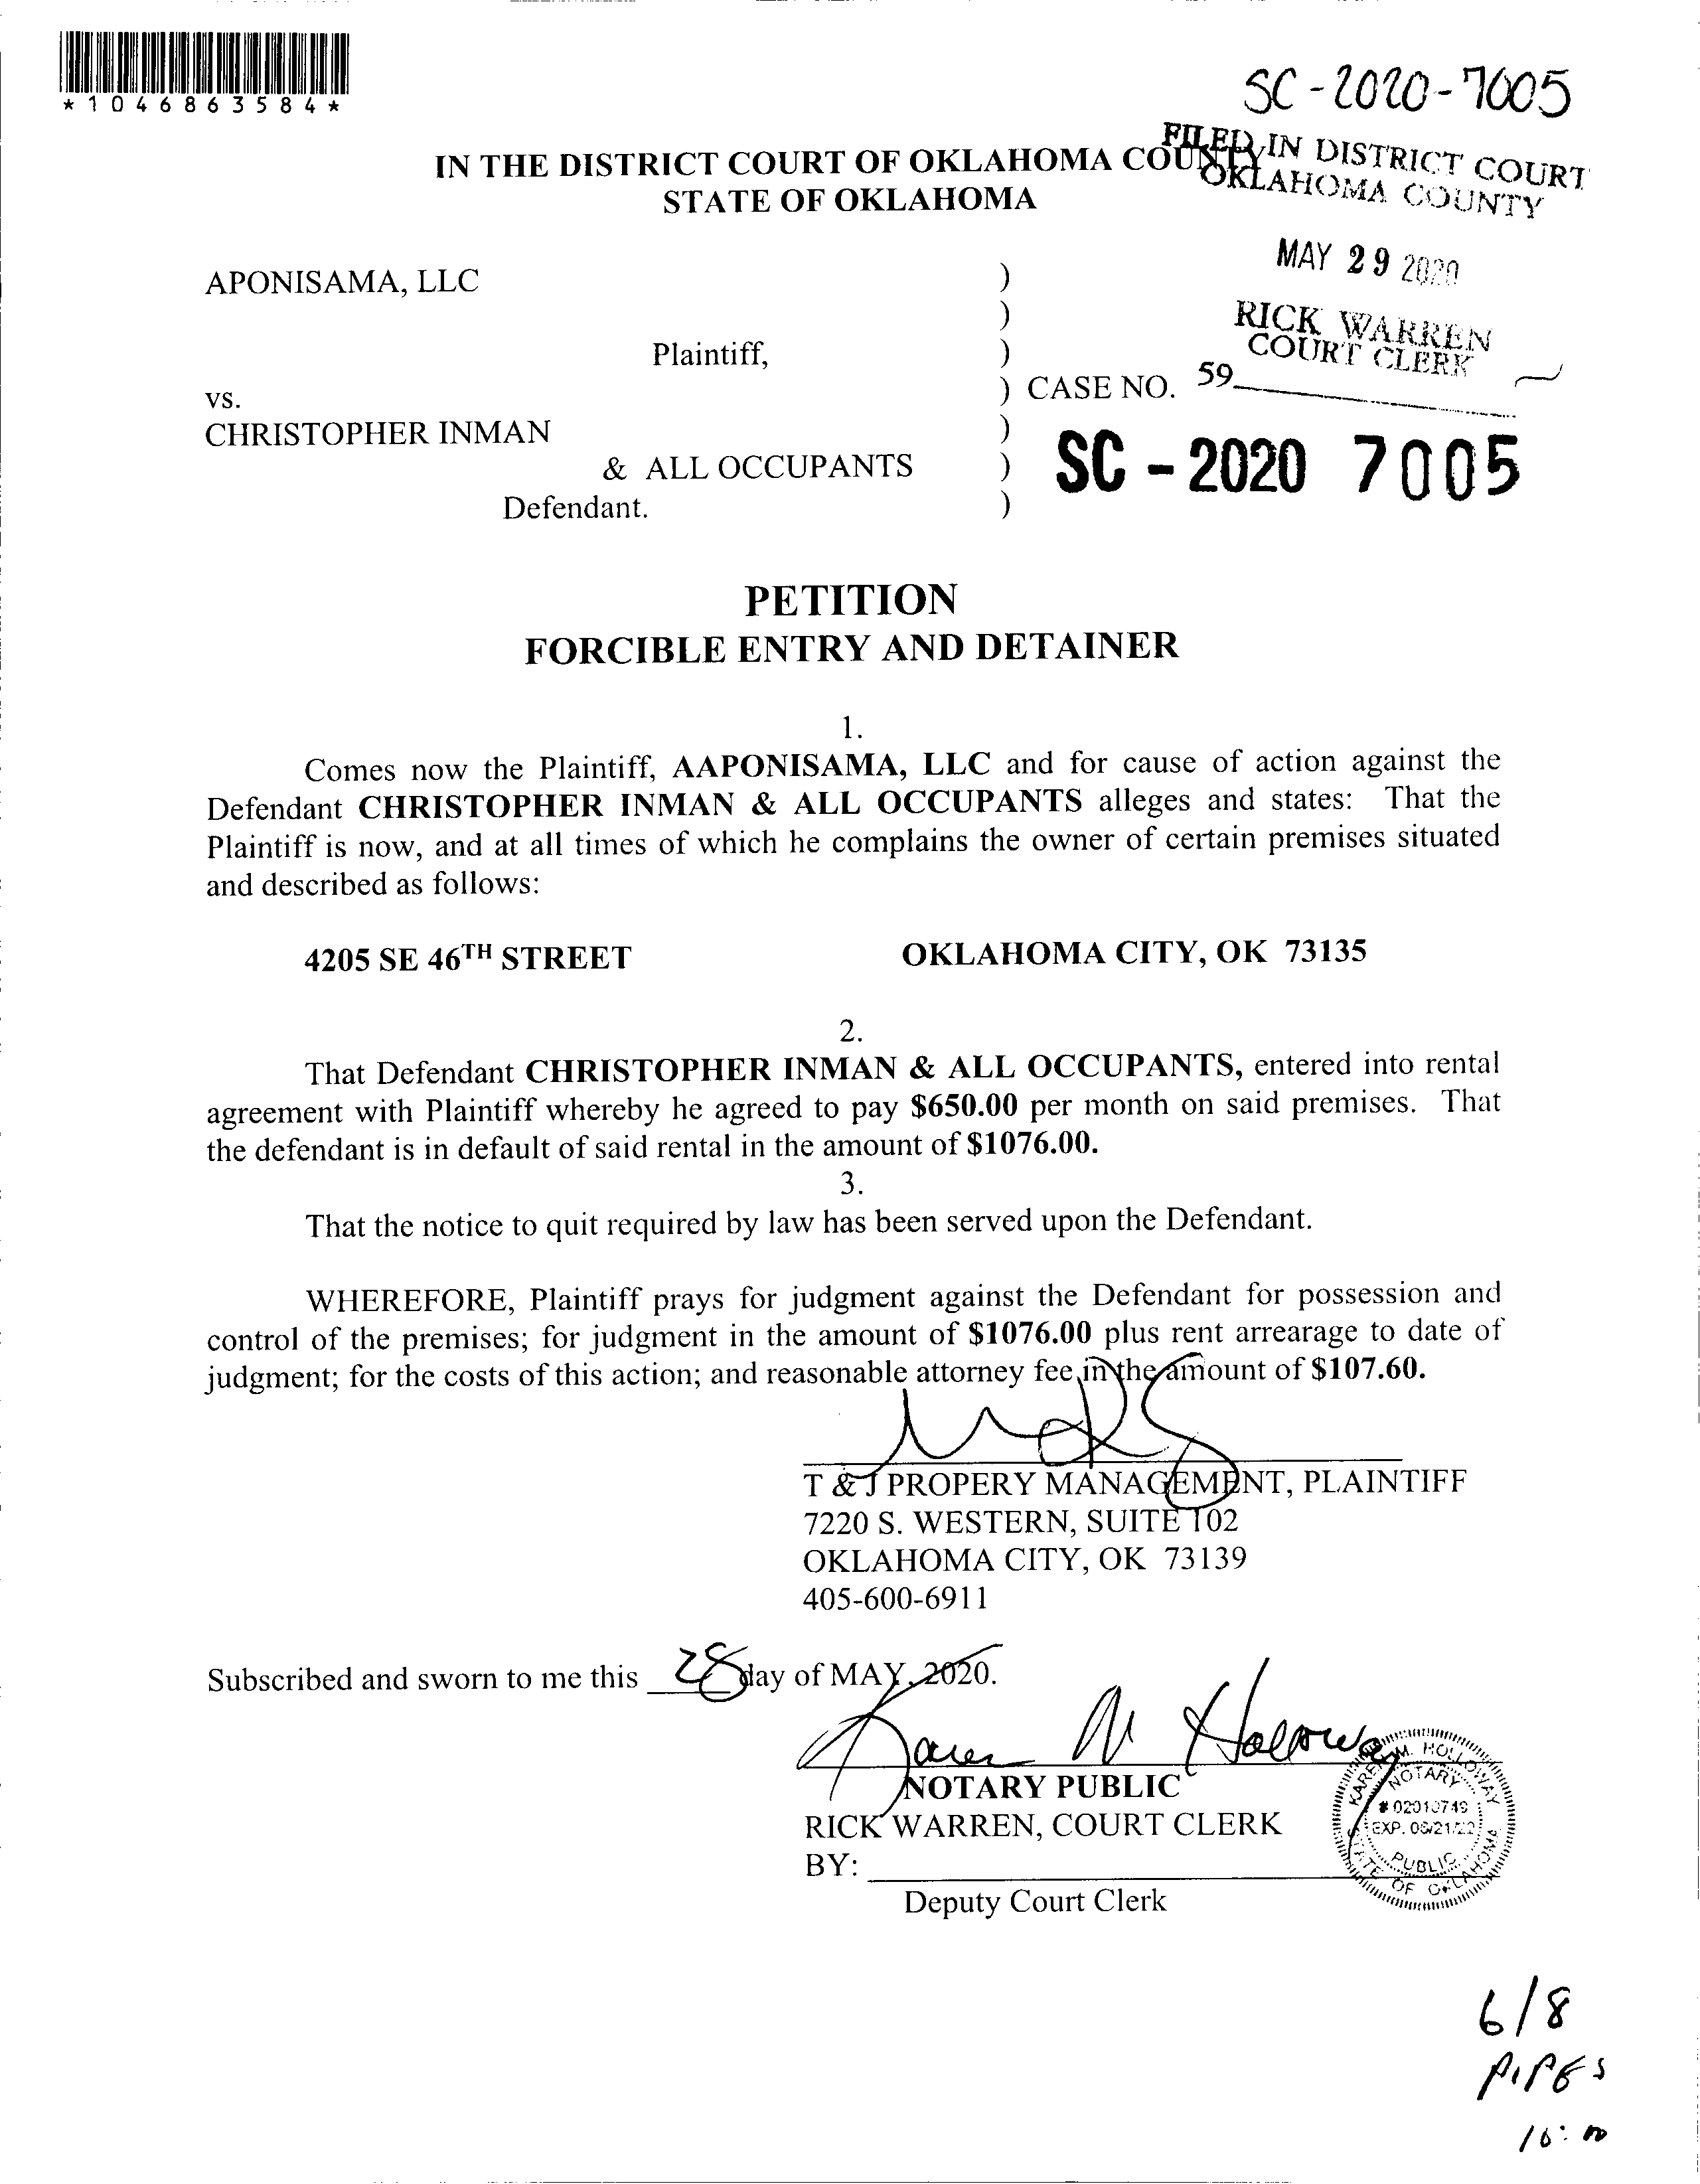 *1046863584*
SC-2020-7005
IN THE DISTRICT COURT OF OKLAHOMA COUNTY
STATE OF OKLAHOMA
FILED IN DISTRICT COURT
OKLAHOMA COUNTY
MAY 29 2020
RICK WARREN
COURT CLERK
59
APONISAMA, LLC )
)
Plaintiff, )
vs. ) CASE NO.
CHRISTOPHER INMAN )
& ALL OCCUPANTS ) SC - 2020 7005
Defendant. )
PETITION
FORCIBLE ENTRY AND DETAINER
1.
Comes now the Plaintiff, AAPONISAMA, LLC and for cause of action against the
Defendant CHRISTOPHER INMAN & ALL OCCUPANTS alleges and states: That the
Plaintiff is now, and at all times of which he complains the owner of certain premises situated
and described as follows:
4205 SE 46TH STREET OKLAHOMA CITY, OK 73135
2.
That Defendant CHRISTOPHER INMAN & ALL OCCUPANTS, entered into rental
agreement with Plaintiff whereby he agreed to pay $650.00 per month on said premises. That
the defendant is in default of said rental in the amount of $1076.00.
3.
That the notice to quit required by law has been served upon the Defendant.
WHEREFORE, Plaintiff prays for judgment against the Defendant for possession and
control of the premises; for judgment in the amount of $1076.00 plus rent arrearage to date of
judgment; for the costs of this action; and reasonable attorney fee in the amount of $107.60.
T & J PROPERY MANAGEMENT, PLAINTIFF
7220 S. WESTERN, SUITE 102
OKLAHOMA CITY, OK 73139
405-600-6911
Subscribed and sworn to me this 28 day of MAY, 2020.
Karen M Holloway
NOTARY PUBLIC
RICK WARREN, COURT CLERK
BY:
Deputy Court Clerk
KAREN M. HOLLOWAY
NOTARY
EXP.
PUBLIC
STATE OF OKLAHOMA
6/8
PIPES